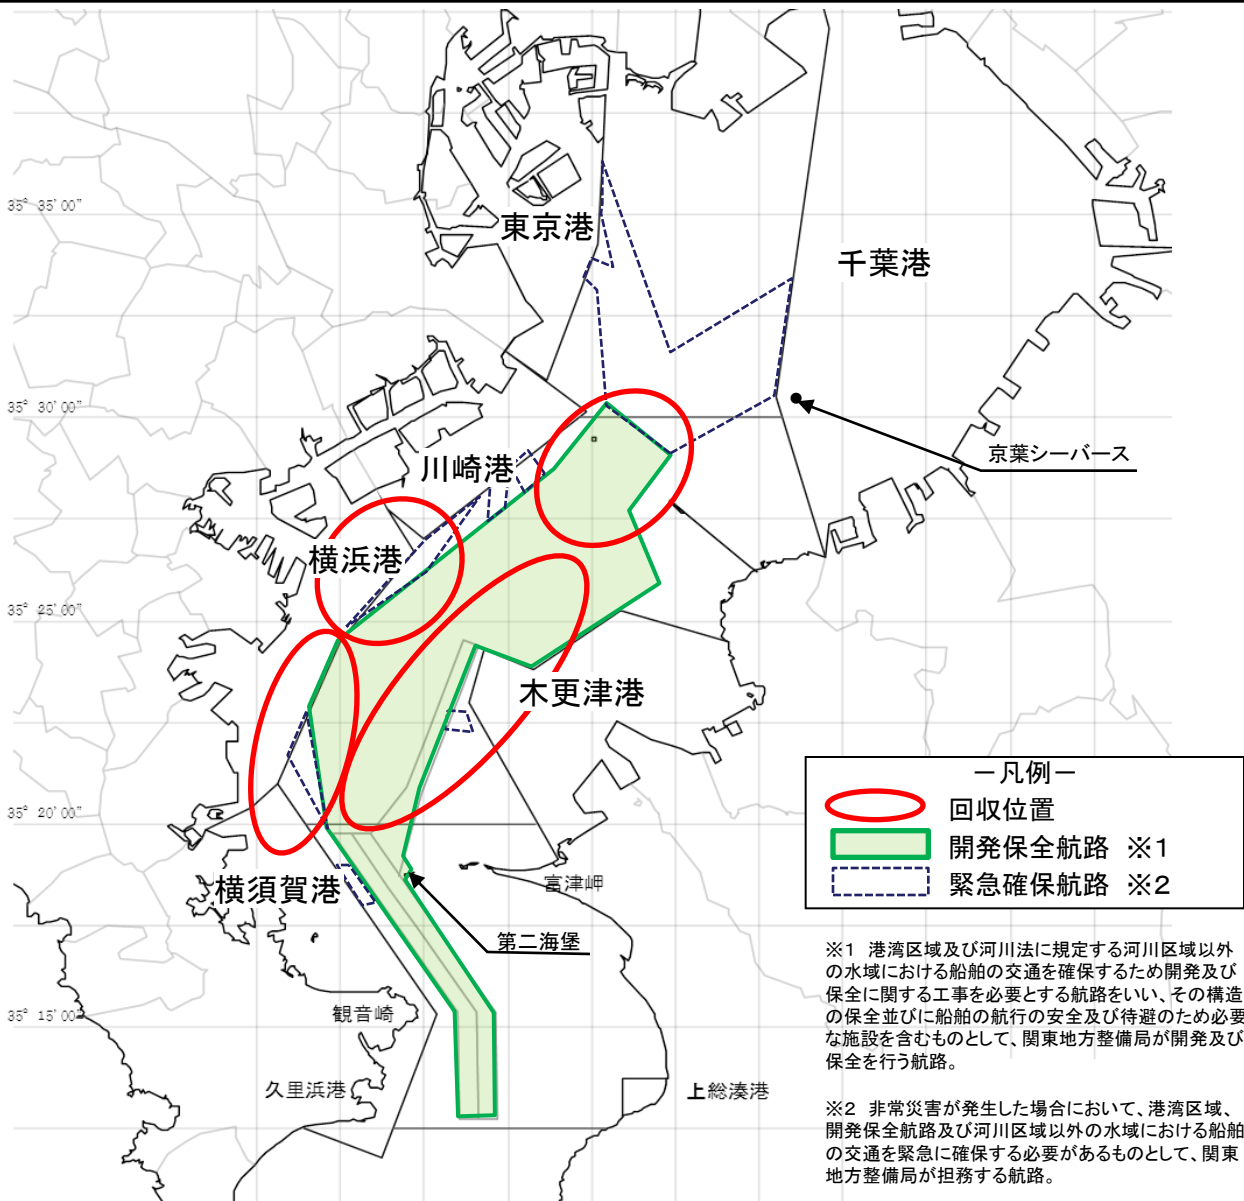 35° 35' 00"
東京港
千葉港
35° 30' 00"
京葉シーバース
川崎港
横浜港
35° 25' 00"
木更津港
－凡例－
回収位置
35° 20' 00"
開発保全航路 ※1
緊急確保航路 ※2
横須賀港
富津岬
第二海堡
※1 港湾区域及び河川法に規定する河川区域以外
の水域における船舶の交通を確保するため開発及び
保全に関する工事を必要とする航路をいい、その構造
の保全並びに船舶の航行の安全及び待避のため必要
な施設を含むものとして、関東地方整備局が開発及び
保全を行う航路。
35° 15' 00"
観音崎
久里浜港
上総湊港
※2 非常災害が発生した場合において、港湾区域、
開発保全航路及び河川区域以外の水域における船舶
の交通を緊急に確保する必要があるものとして、関東
地方整備局が担務する航路。